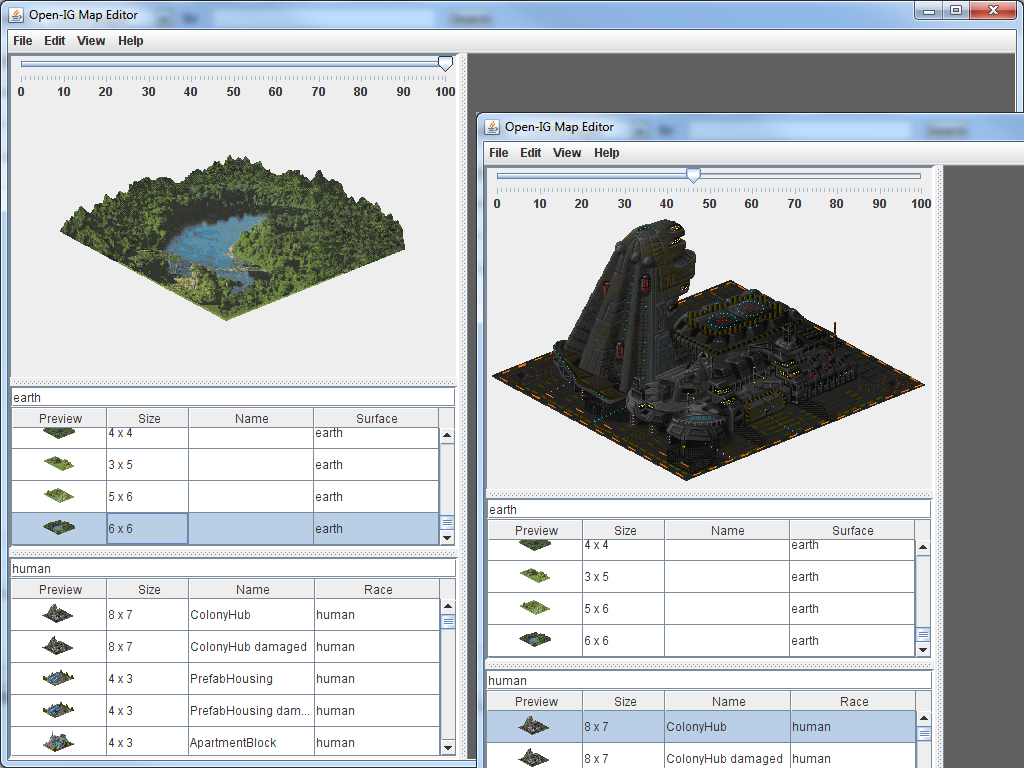 Open-IG Map Editor
File Edit View Help
0 10 20 30 40 50 60 70 80 90 100
earth
Preview Size Name Surface
4 x 4 earth
3 x 5 earth
5 x 6 earth
6 x 6 earth
human
Preview Size Name Race
8 x 7 ColonyHub human
8 x 7 ColonyHub damaged human
4 x 3 PrefabHousing human
4 x 3 PrefabHousing dam... human
4 x 3 ApartmentBlock human
Open-IG Map Editor
File Edit View Help
0 10 20 30 40 50 60 70 80 90 100
earth
Preview Size Name Surface
4 x 4 earth
3 x 5 earth
5 x 6 earth
6 x 6 earth
human
Preview Size Name Race
8 x 7 ColonyHub human
8 x 7 ColonyHub damaged human